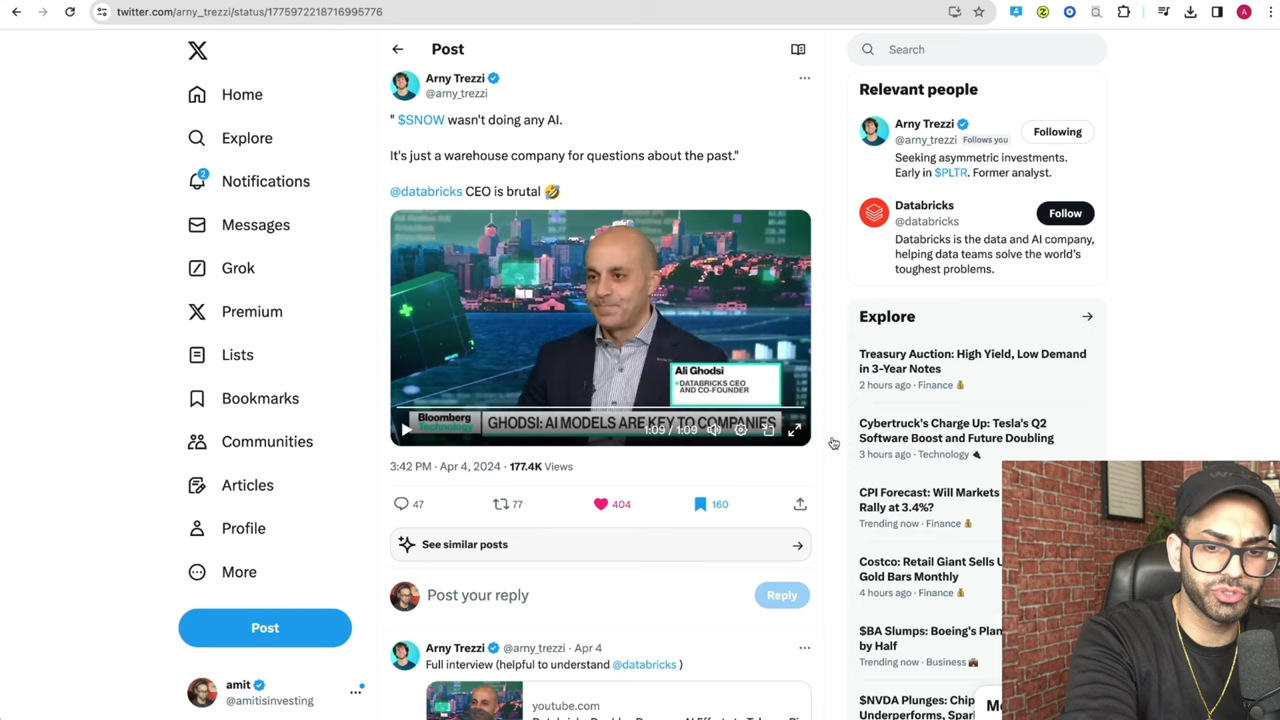 twitter.com/arny_trezzi/status/1775972218716995776
A
Home
Explore
2
Notifications
Messages
Grok
Premium
Lists
Bookmarks
Communities
Articles
Profile
More
Post
amit
@amitisinvesting
Post
Arny Trezzi
@arny_trezzi
" $SNOW wasn't doing any AI.
It's just a warehouse company for questions about the past."
@databricks CEO is brutal 🤣
Ali Ghodsi
DATABRICKS CEO
AND CO-FOUNDER
Bloomberg
Technology
GHODSI: AI MODELS ARE KEY TO COMPANIES
1:09 / 1:09
3:42 PM · Apr 4, 2024 · 177.4K Views
47
77
404
160
See similar posts
Post your reply
Reply
Arny Trezzi @arny_trezzi · Apr 4
Full interview (helpful to understand @databricks )
youtube.com
Search
Relevant people
Arny Trezzi
@arny_trezzi Follows you
Following
Seeking asymmetric investments.
Early in $PLTR. Former analyst.
Databricks
@databricks
Follow
Databricks is the data and AI company,
helping data teams solve the world's
toughest problems.
Explore
Treasury Auction: High Yield, Low Demand
in 3-Year Notes
2 hours ago · Finance 💰
Cybertruck's Charge Up: Tesla's Q2
Software Boost and Future Doubling
3 hours ago · Technology 🔌
CPI Forecast: Will Markets
Rally at 3.4%?
Trending now · Finance 💰
Costco: Retail Giant Sells
Gold Bars Monthly
4 hours ago · Finance 💰
$BA Slumps: Boeing's
by Half
Trending now · Business 💼
$NVDA Plunges:
Underperforms,